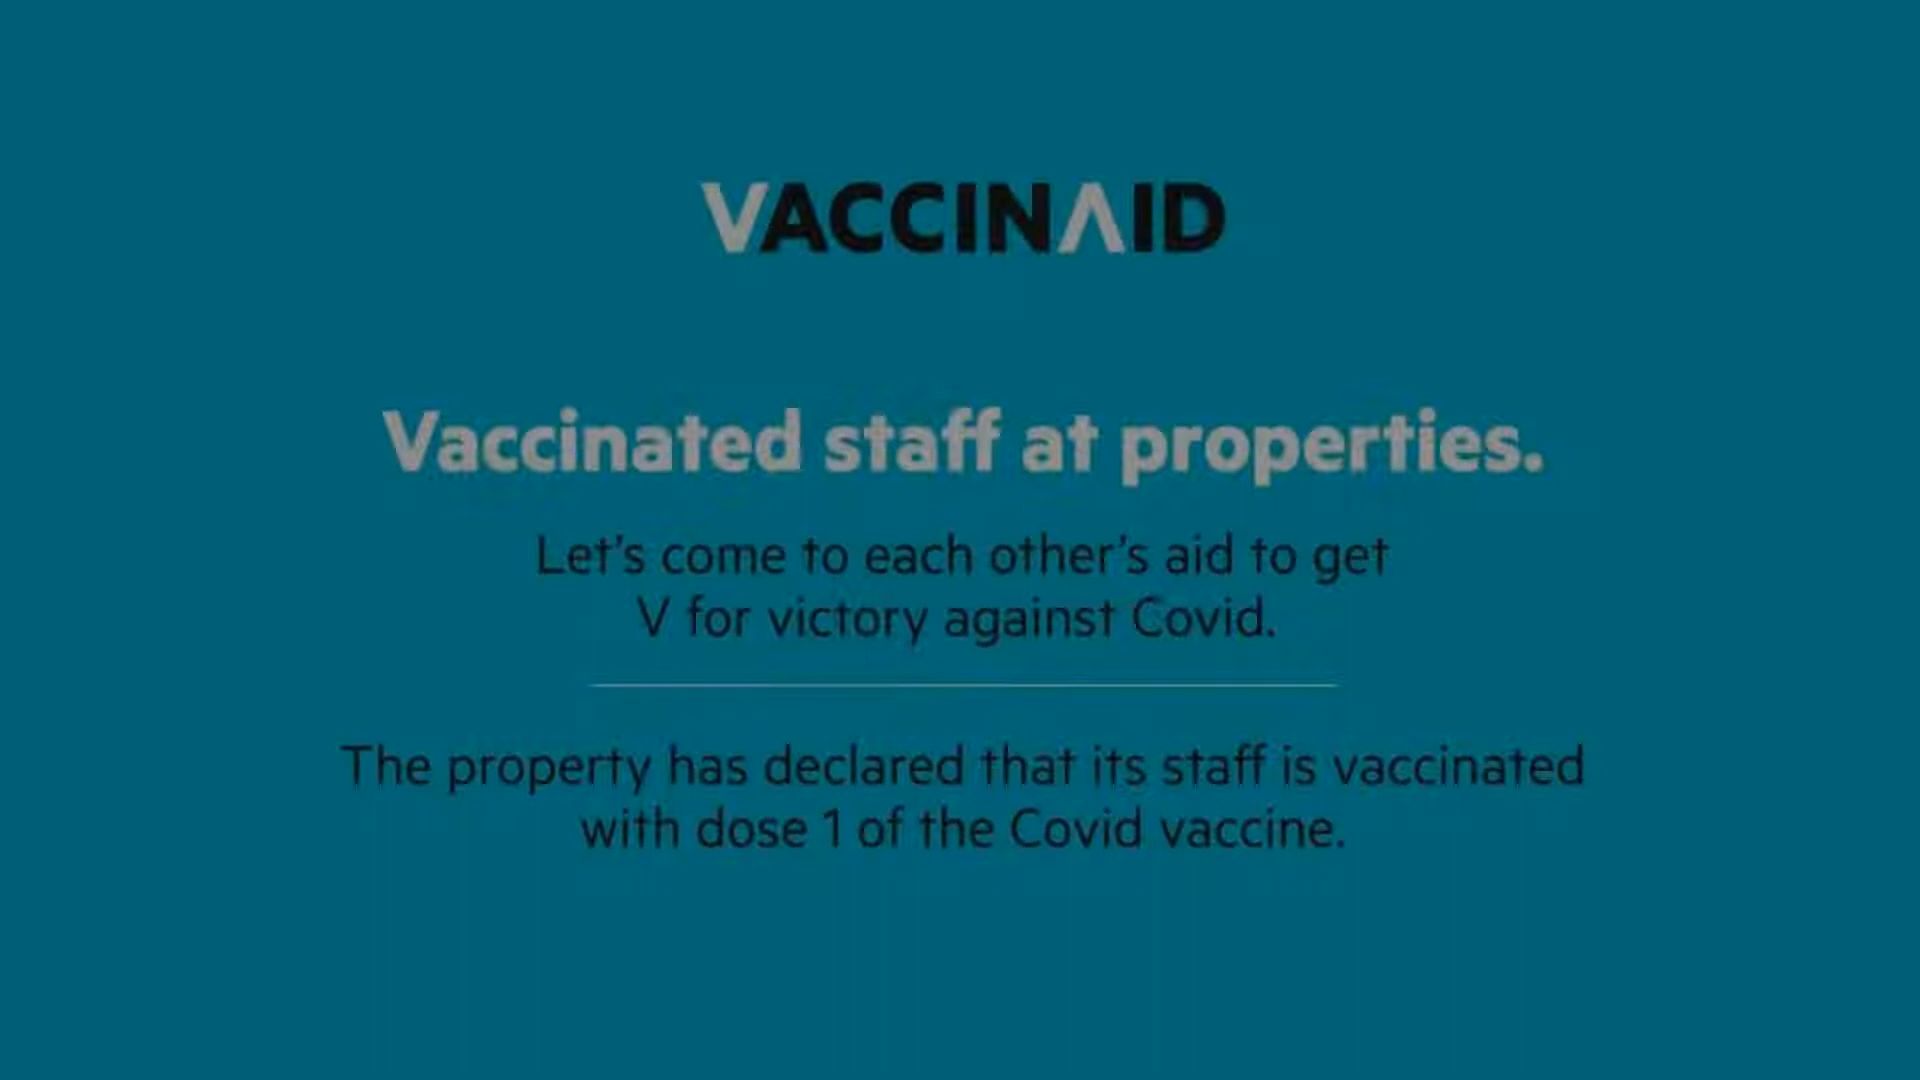 VACCINAID
Vaccinated staff at properties.
Let's come to each other's aid to get
V for victory against Covid.
The property has declared that its staff is vaccinated
with dose 1 of the Covid vaccine.